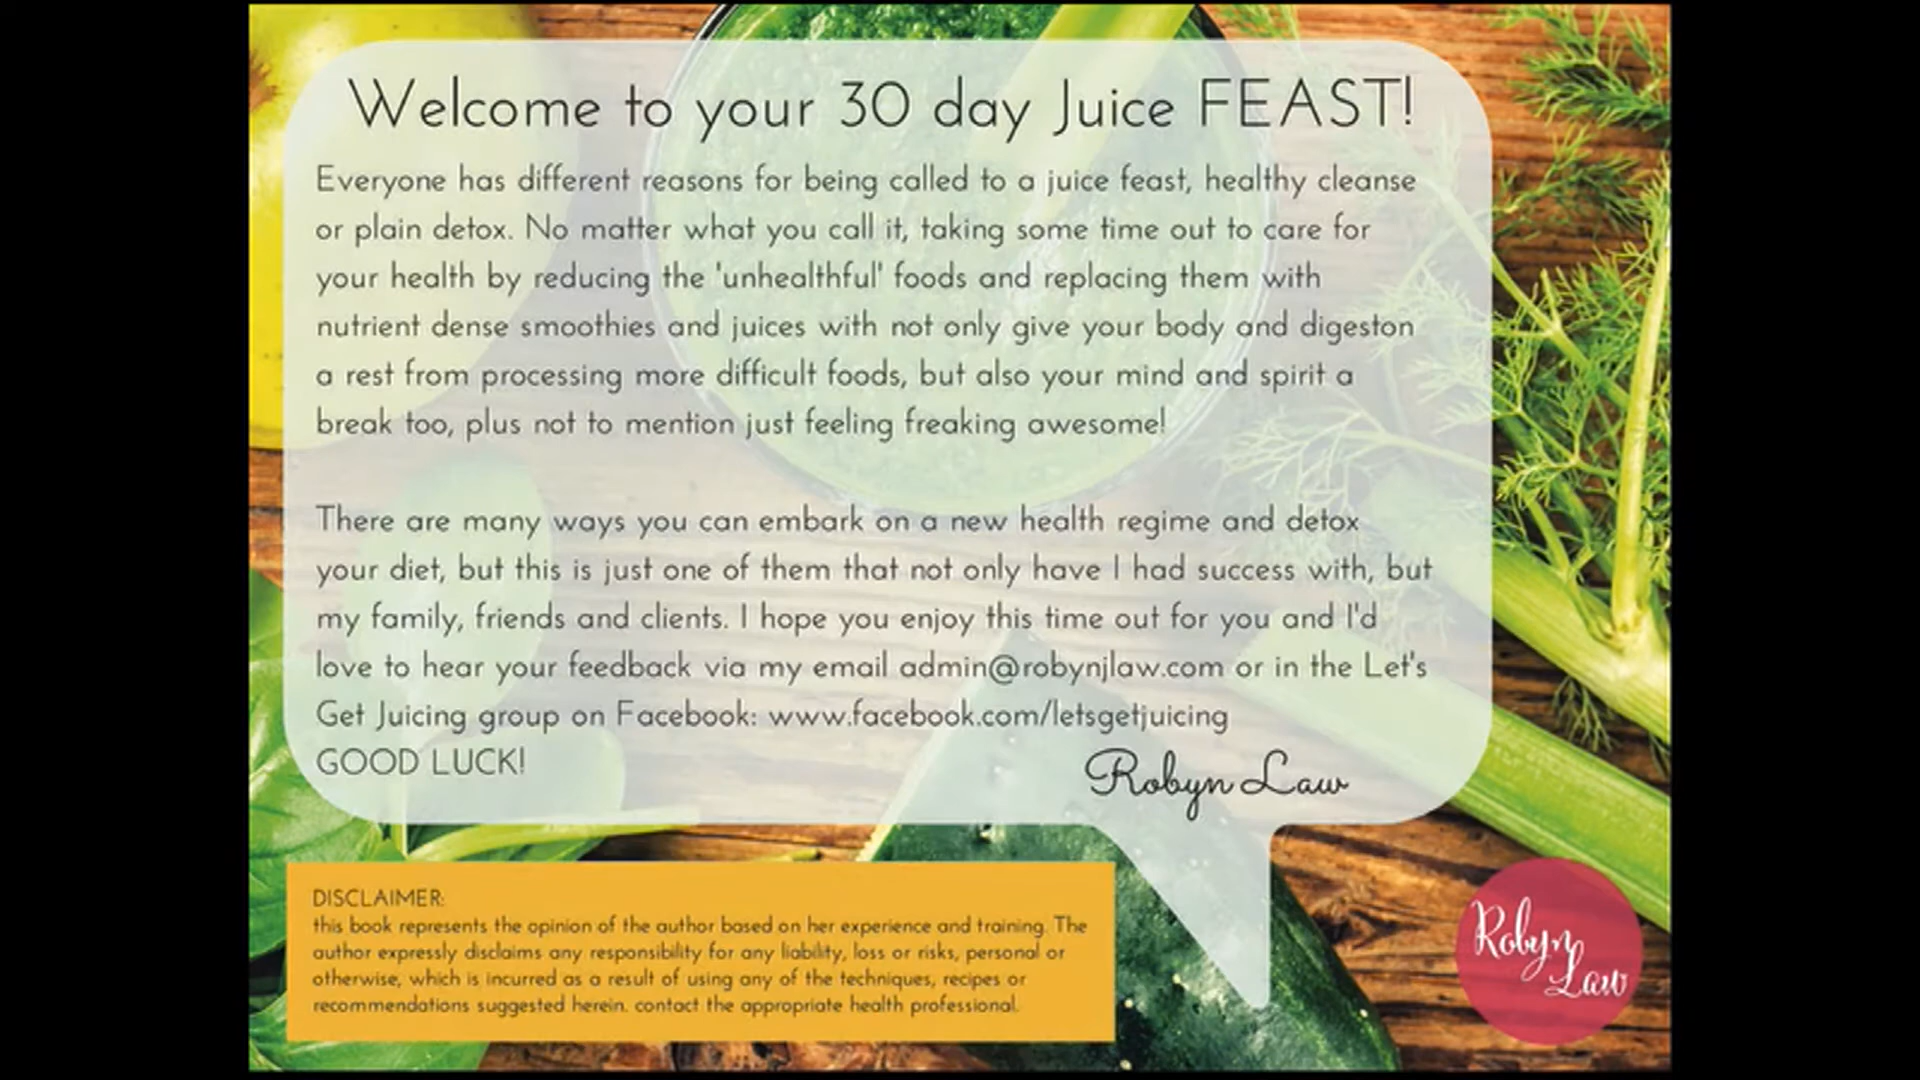 Welcome to your 30 day Juice FEAST!
Everyone has different reasons for being called to a juice feast, healthy cleanse
or plain detox. No matter what you call it, taking some time out to care for
your health by reducing the 'unhealthful' foods and replacing them with
nutrient dense smoothies and juices with not only give your body and digeston
a rest from processing more difficult foods, but also your mind and spirit a
break too, plus not to mention just feeling freaking awesome!
There are many ways you can embark on a new health regime and detox
your diet, but this is just one of them that not only have I had success with, but
my family, friends and clients. I hope you enjoy this time out for you and I'd
love to hear your feedback via my email admin@robynjlaw.com or in the Let's
Get Juicing group on Facebook: www.facebook.com/letsgetjuicing
GOOD LUCK!
Robyn Law
DISCLAIMER:
this book represents the opinion of the author based on her experience and training. The
author expressly disclaims any responsibility for any liability, loss or risks, personal or
otherwise, which is incurred as a result of using any of the techniques, recipes or
recommendations suggested herein. contact the appropriate health professional.
Robyn
Law